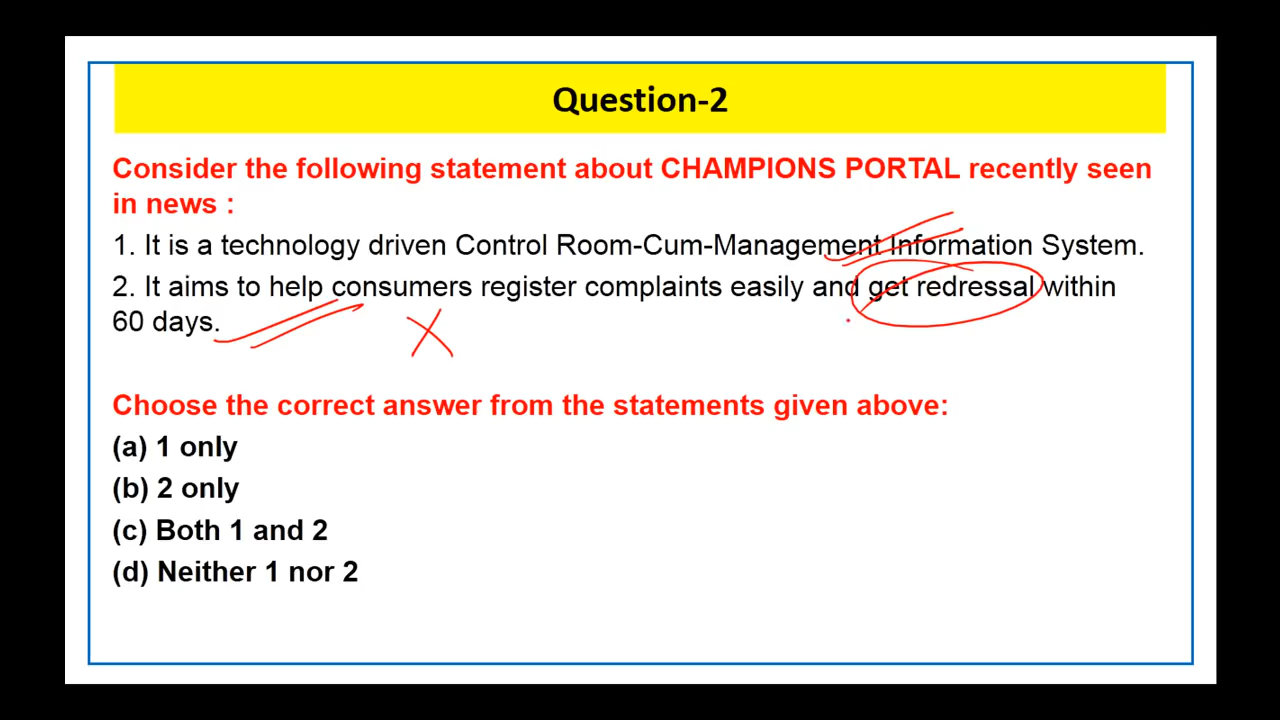 Question-2
Consider the following statement about CHAMPIONS PORTAL recently seen
in news :
1. It is a technology driven Control Room-Cum-Management Information System.
2. It aims to help consumers register complaints easily and get redressal within
60 days.
Choose the correct answer from the statements given above:
(a) 1 only
(b) 2 only
(c) Both 1 and 2
(d) Neither 1 nor 2